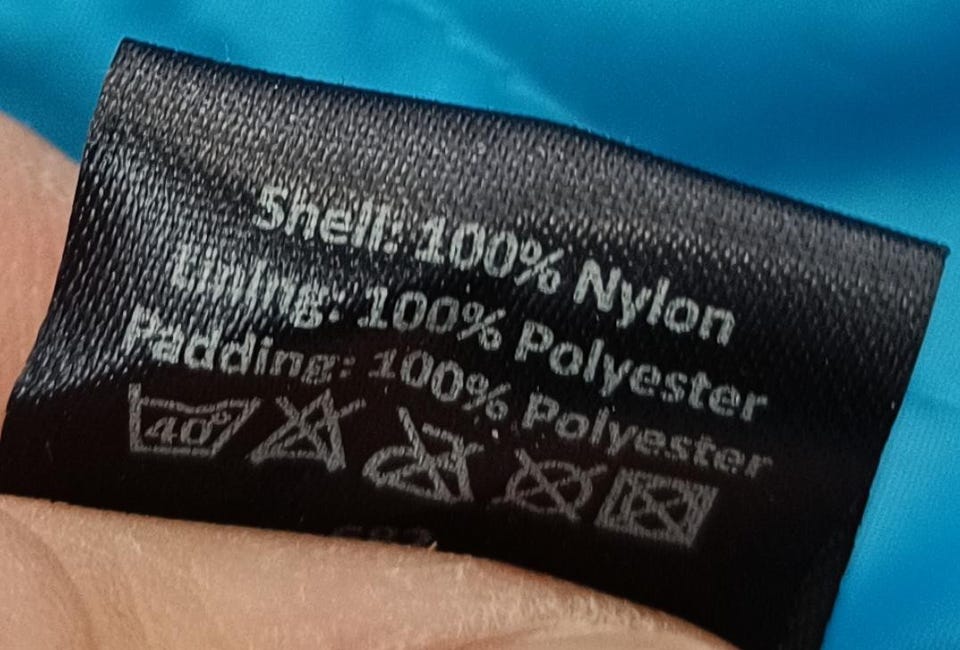 Shell: 100% Nylon
Lining: 100% Polyester
Padding: 100% Polyester
40°